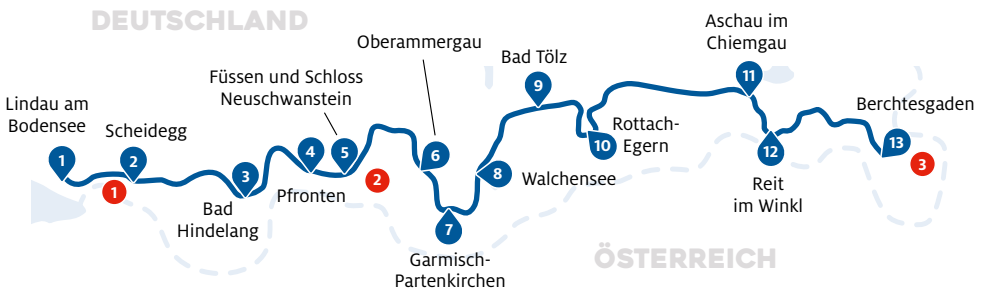 DEUTSCHLAND
Lindau am
Bodensee
1
1
Scheidegg
2
Bad
Hindelang
3
Pfronten
4
Füssen und Schloss
Neuschwanstein
5
2
Oberammergau
6
7
Garmisch-
Partenkirchen
8
Walchensee
Bad Tölz
9
10
Rottach-
Egern
Aschau im
Chiemgau
11
12
Reit
im Winkl
Berchtesgaden
13
3
ÖSTERREICH